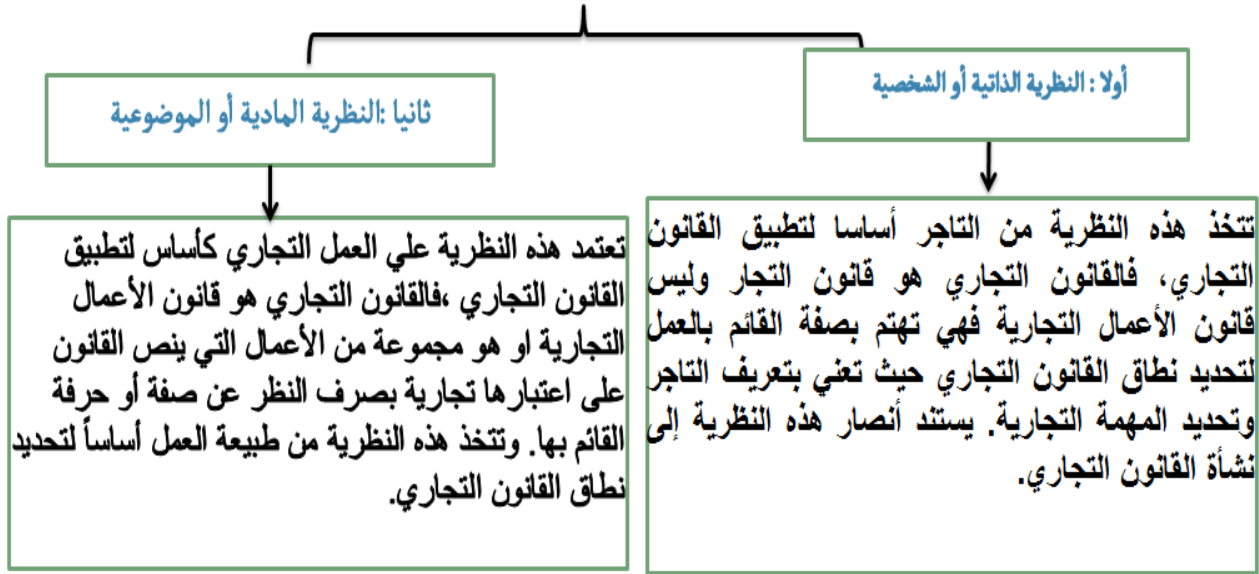 أولا : النظرية الذاتية أو الشخصية
تتخذ هذه النظرية من التاجر أساسا لتطبيق القانون
التجاري، فالقانون التجاري هو قانون التجار وليس
قانون الأعمال التجارية فهي تهتم بصفة القائم بالعمل
لتحديد نطاق القانون التجاري حيث تعني بتعريف التاجر
وتحديد المهمة التجارية. يستند أنصار هذه النظرية إلى
نشأة القانون التجاري.
ثانيا :النظرية المادية أو الموضوعية
تعتمد هذه النظرية علي العمل التجاري كأساس لتطبيق
القانون التجاري ،فالقانون التجاري هو قانون الأعمال
التجارية او هو مجموعة من الأعمال التي ينص القانون
على اعتبارها تجارية بصرف النظر عن صفة أو حرفة
القائم بها. وتتخذ هذه النظرية من طبيعة العمل أساساً لتحديد
نطاق القانون التجاري.